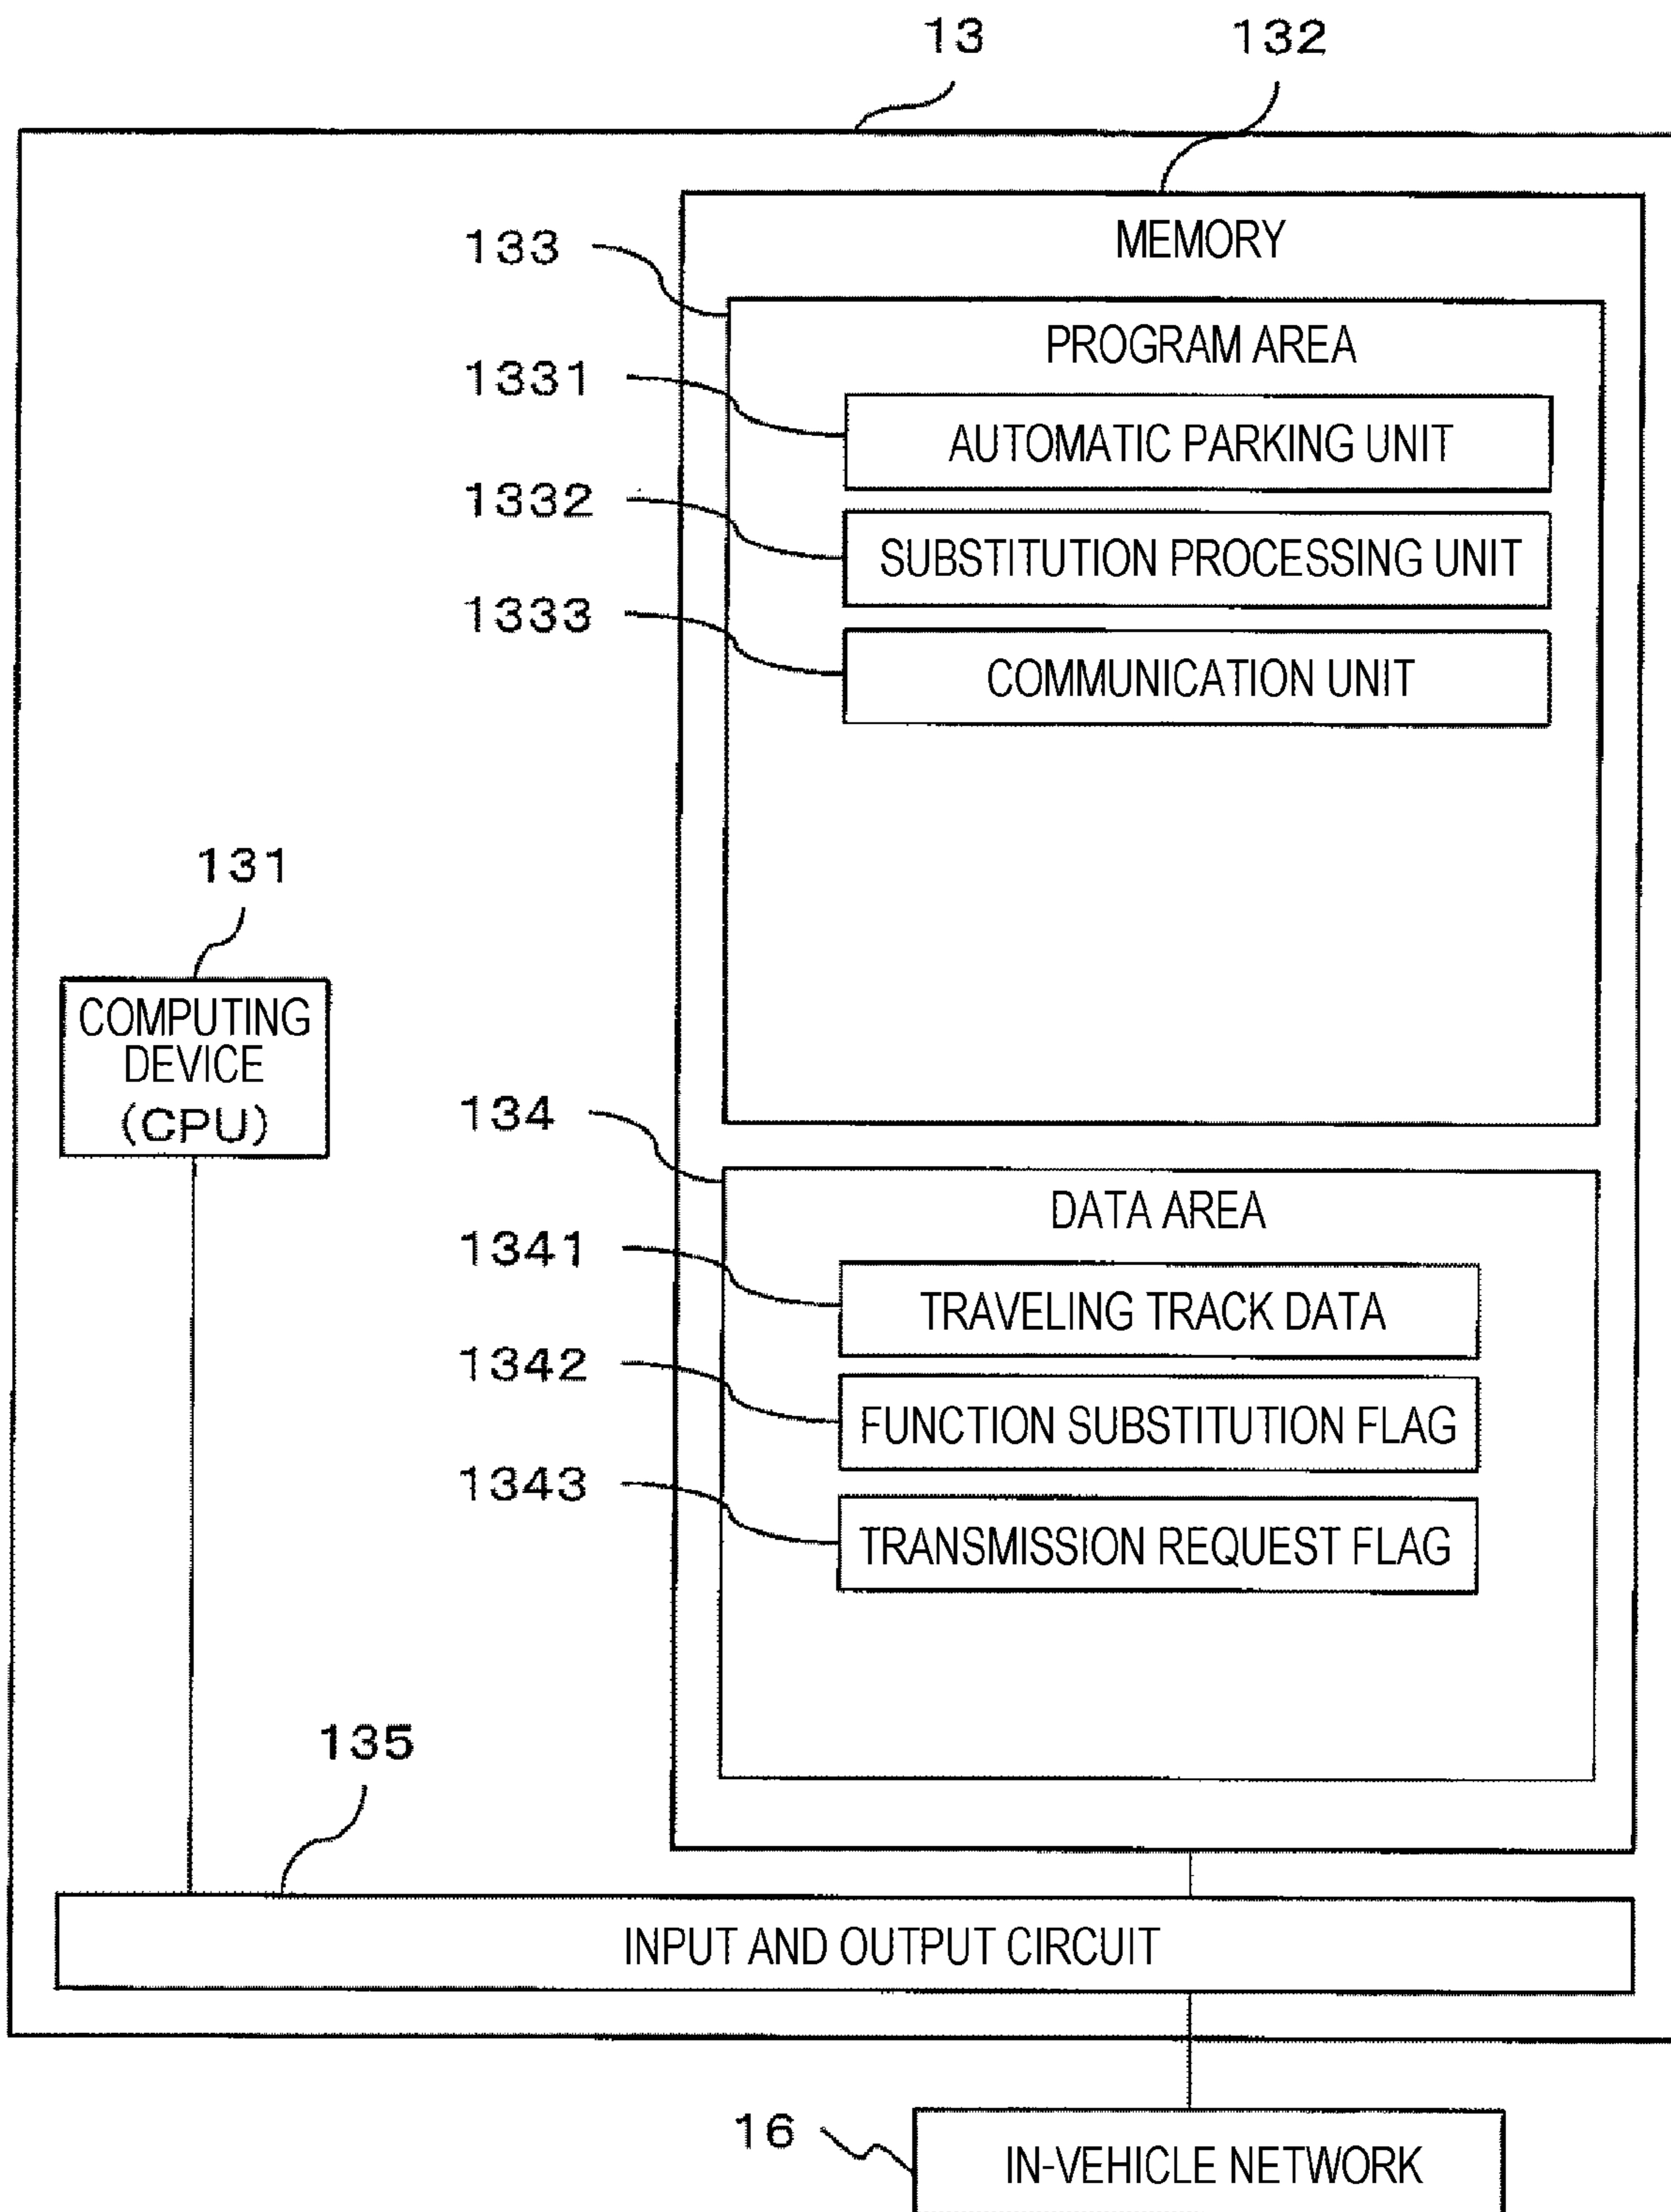 13
132
MEMORY
133
PROGRAM AREA
1331
AUTOMATIC PARKING UNIT
1332
SUBSTITUTION PROCESSING UNIT
1333
COMMUNICATION UNIT
131
COMPUTING
DEVICE
(CPU)
134
DATA AREA
1341
TRAVELING TRACK DATA
1342
FUNCTION SUBSTITUTION FLAG
1343
TRANSMISSION REQUEST FLAG
135
INPUT AND OUTPUT CIRCUIT
16
IN-VEHICLE NETWORK